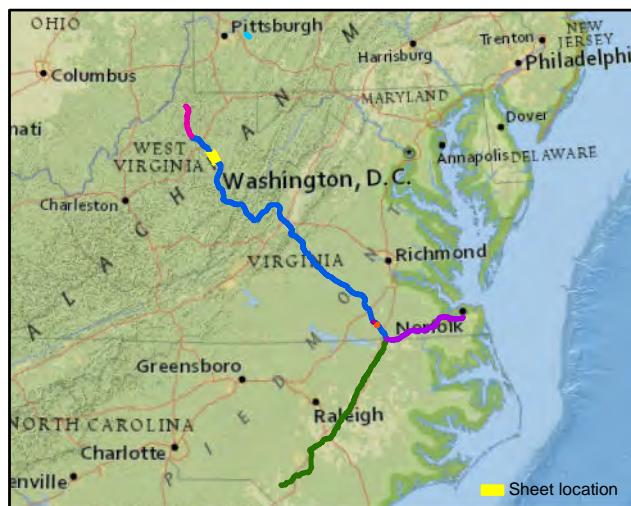 OHIO
Pittsburgh
M
Harrisburg
Trenton
NEW
JERSEY
Philadelphi
Columbus
N
MARYLAND
Dover
nati
A
WEST
VIRGINIA
I
Annapolis
DELAWARE
Washington, D.C.
H
Charleston
C
T
A
N
Richmond
VIRGINIA
L
O
A
M
Norfolk
Greensboro
D
E
Raleigh
I
NORTH CAROLINA
P
Charlotte
enville
Sheet location